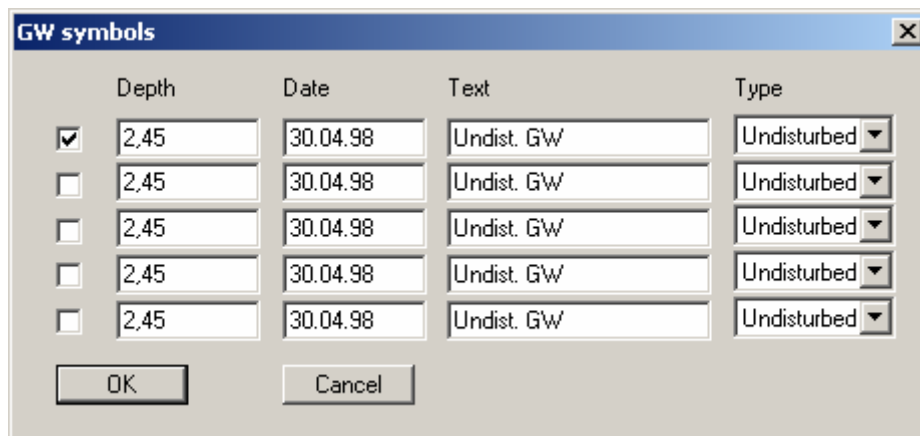 GW symbols
Depth Date Text Type
2,45 30.04.98 Undist. GW Undisturbed
2,45 30.04.98 Undist. GW Undisturbed
2,45 30.04.98 Undist. GW Undisturbed
2,45 30.04.98 Undist. GW Undisturbed
2,45 30.04.98 Undist. GW Undisturbed
OK Cancel